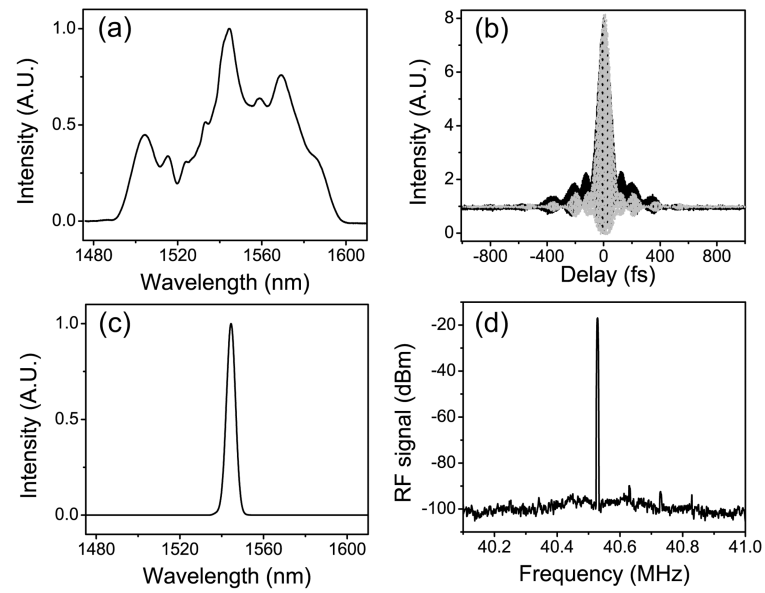 (a)
Intensity (A.U.)
1.0
0.5
0.0
1480 1520 1560 1600
Wavelength (nm)
(b)
Intensity (A.U.)
8
6
4
2
0
-800 -400 0 400 800
Delay (fs)
(c)
Intensity (A.U.)
1.0
0.5
0.0
1480 1520 1560 1600
Wavelength (nm)
(d)
RF signal (dBm)
-20
-40
-60
-80
-100
40.2 40.4 40.6 40.8 41.0
Frequency (MHz)